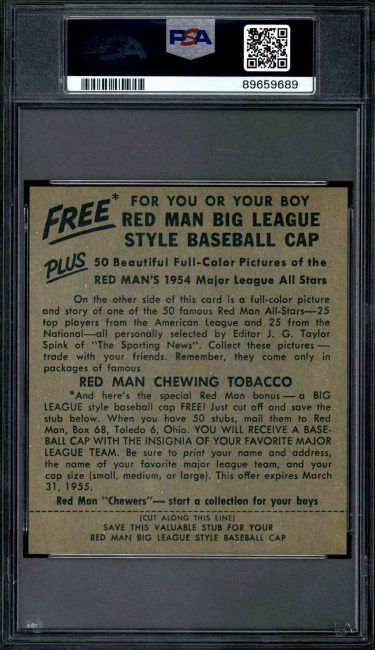 PSA
89659689
FREE* FOR YOU OR YOUR BOY
RED MAN BIG LEAGUE
STYLE BASEBALL CAP
PLUS 50 Beautiful Full-Color Pictures of the
RED MAN'S 1954 Major League All Stars
On the other side of this card is a full-color picture
and story of one of the 50 famous Red Man All-Stars—25
top players from the American League and 25 from the
National—all personally selected by Editor J. G. Taylor
Spink of "The Sporting News". Collect these pictures —
trade with your friends. Remember, they come only in
packages of famous
RED MAN CHEWING TOBACCO
*And here's the special Red Man bonus — a BIG
LEAGUE style baseball cap FREE! Just cut off and save the
stub below. When you have 50 stubs, mail them to Red
Man, Box 68, Toledo 6, Ohio. YOU WILL RECEIVE A BASE-
BALL CAP WITH THE INSIGNIA OF YOUR FAVORITE MAJOR
LEAGUE TEAM. Be sure to print your name and address,
the name of your favorite major league team, and your
cap size (small, medium, or large). This offer expires March
31, 1955.
Red Man "Chewers"— start a collection for your boys
(CUT ALONG THIS LINE)
SAVE THIS VALUABLE STUB FOR YOUR
RED MAN BIG LEAGUE STYLE BASEBALL CAP